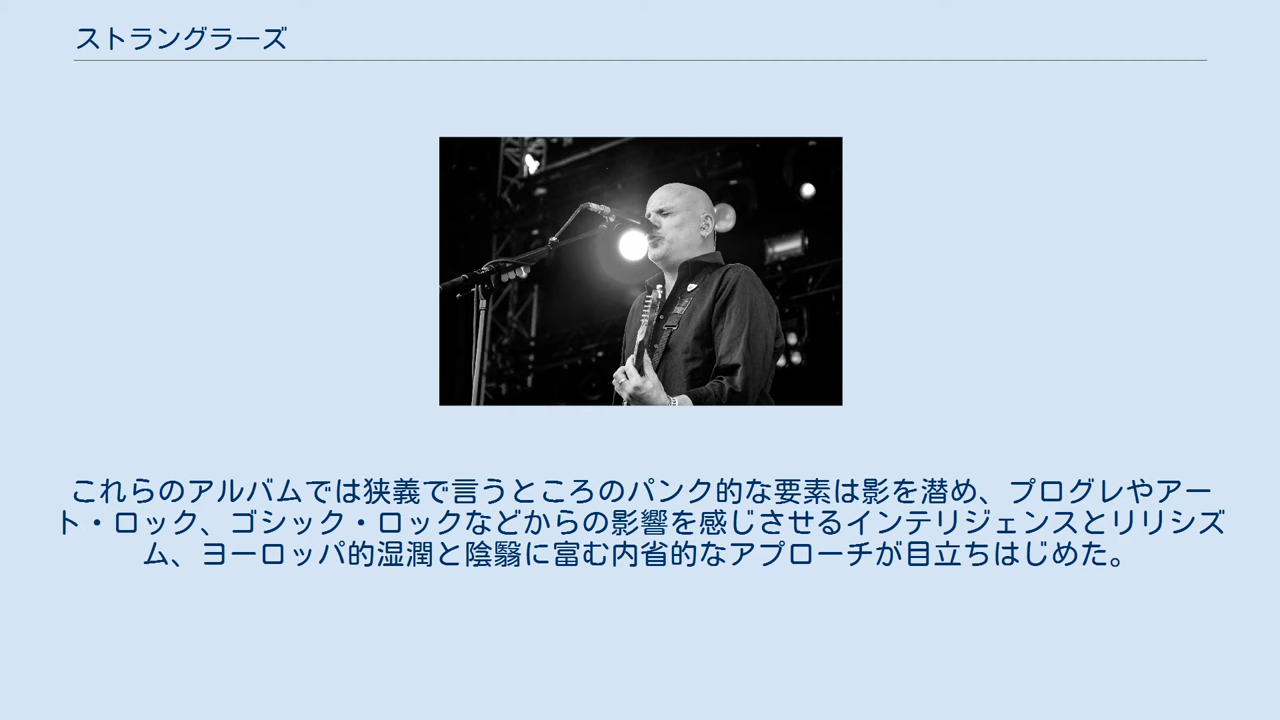 ストラングラーズ
これらのアルバムでは狭義で言うところのパンク的な要素は影を潜め、プログレやアー
ト・ロック、ゴシック・ロックなどからの影響を感じさせるインテリジェンスとリリシズ
ム、ヨーロッパ的湿潤と陰翳に富む内省的なアプローチが目立ちはじめた。